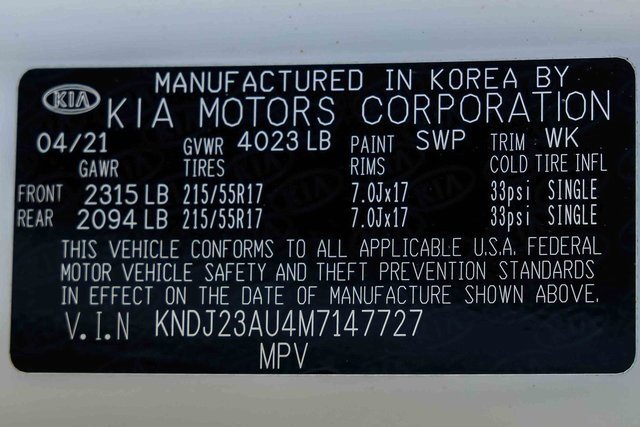 MANUFACTURED IN KOREA BY
KIA KIA MOTORS CORPORATION
04/21 GVWR 4023 LB PAINT SWP TRIM WK
GAWR TIRES RIMS COLD TIRE INFL
FRONT 2315 LB 215/55R17 7.0Jx17 33psi SINGLE
REAR 2094 LB 215/55R17 7.0Jx17 33psi SINGLE
THIS VEHICLE CONFORMS TO ALL APPLICABLE U.S.A. FEDERAL
MOTOR VEHICLE SAFETY AND THEFT PREVENTION STANDARDS
IN EFFECT ON THE DATE OF MANUFACTURE SHOWN ABOVE.
V.I.N KNDJ23AU4M7147727
MPV